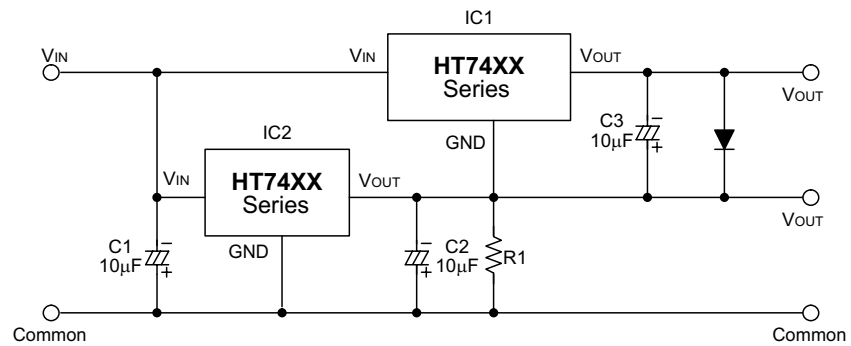 IC1
VIN
VIN
HT74XX
Series
VOUT
VOUT
GND
C3
10μF
−
+
IC2
VIN
HT74XX
Series
VOUT
VOUT
GND
C1
10μF
−
+
C2
10μF
−
+
R1
Common
Common